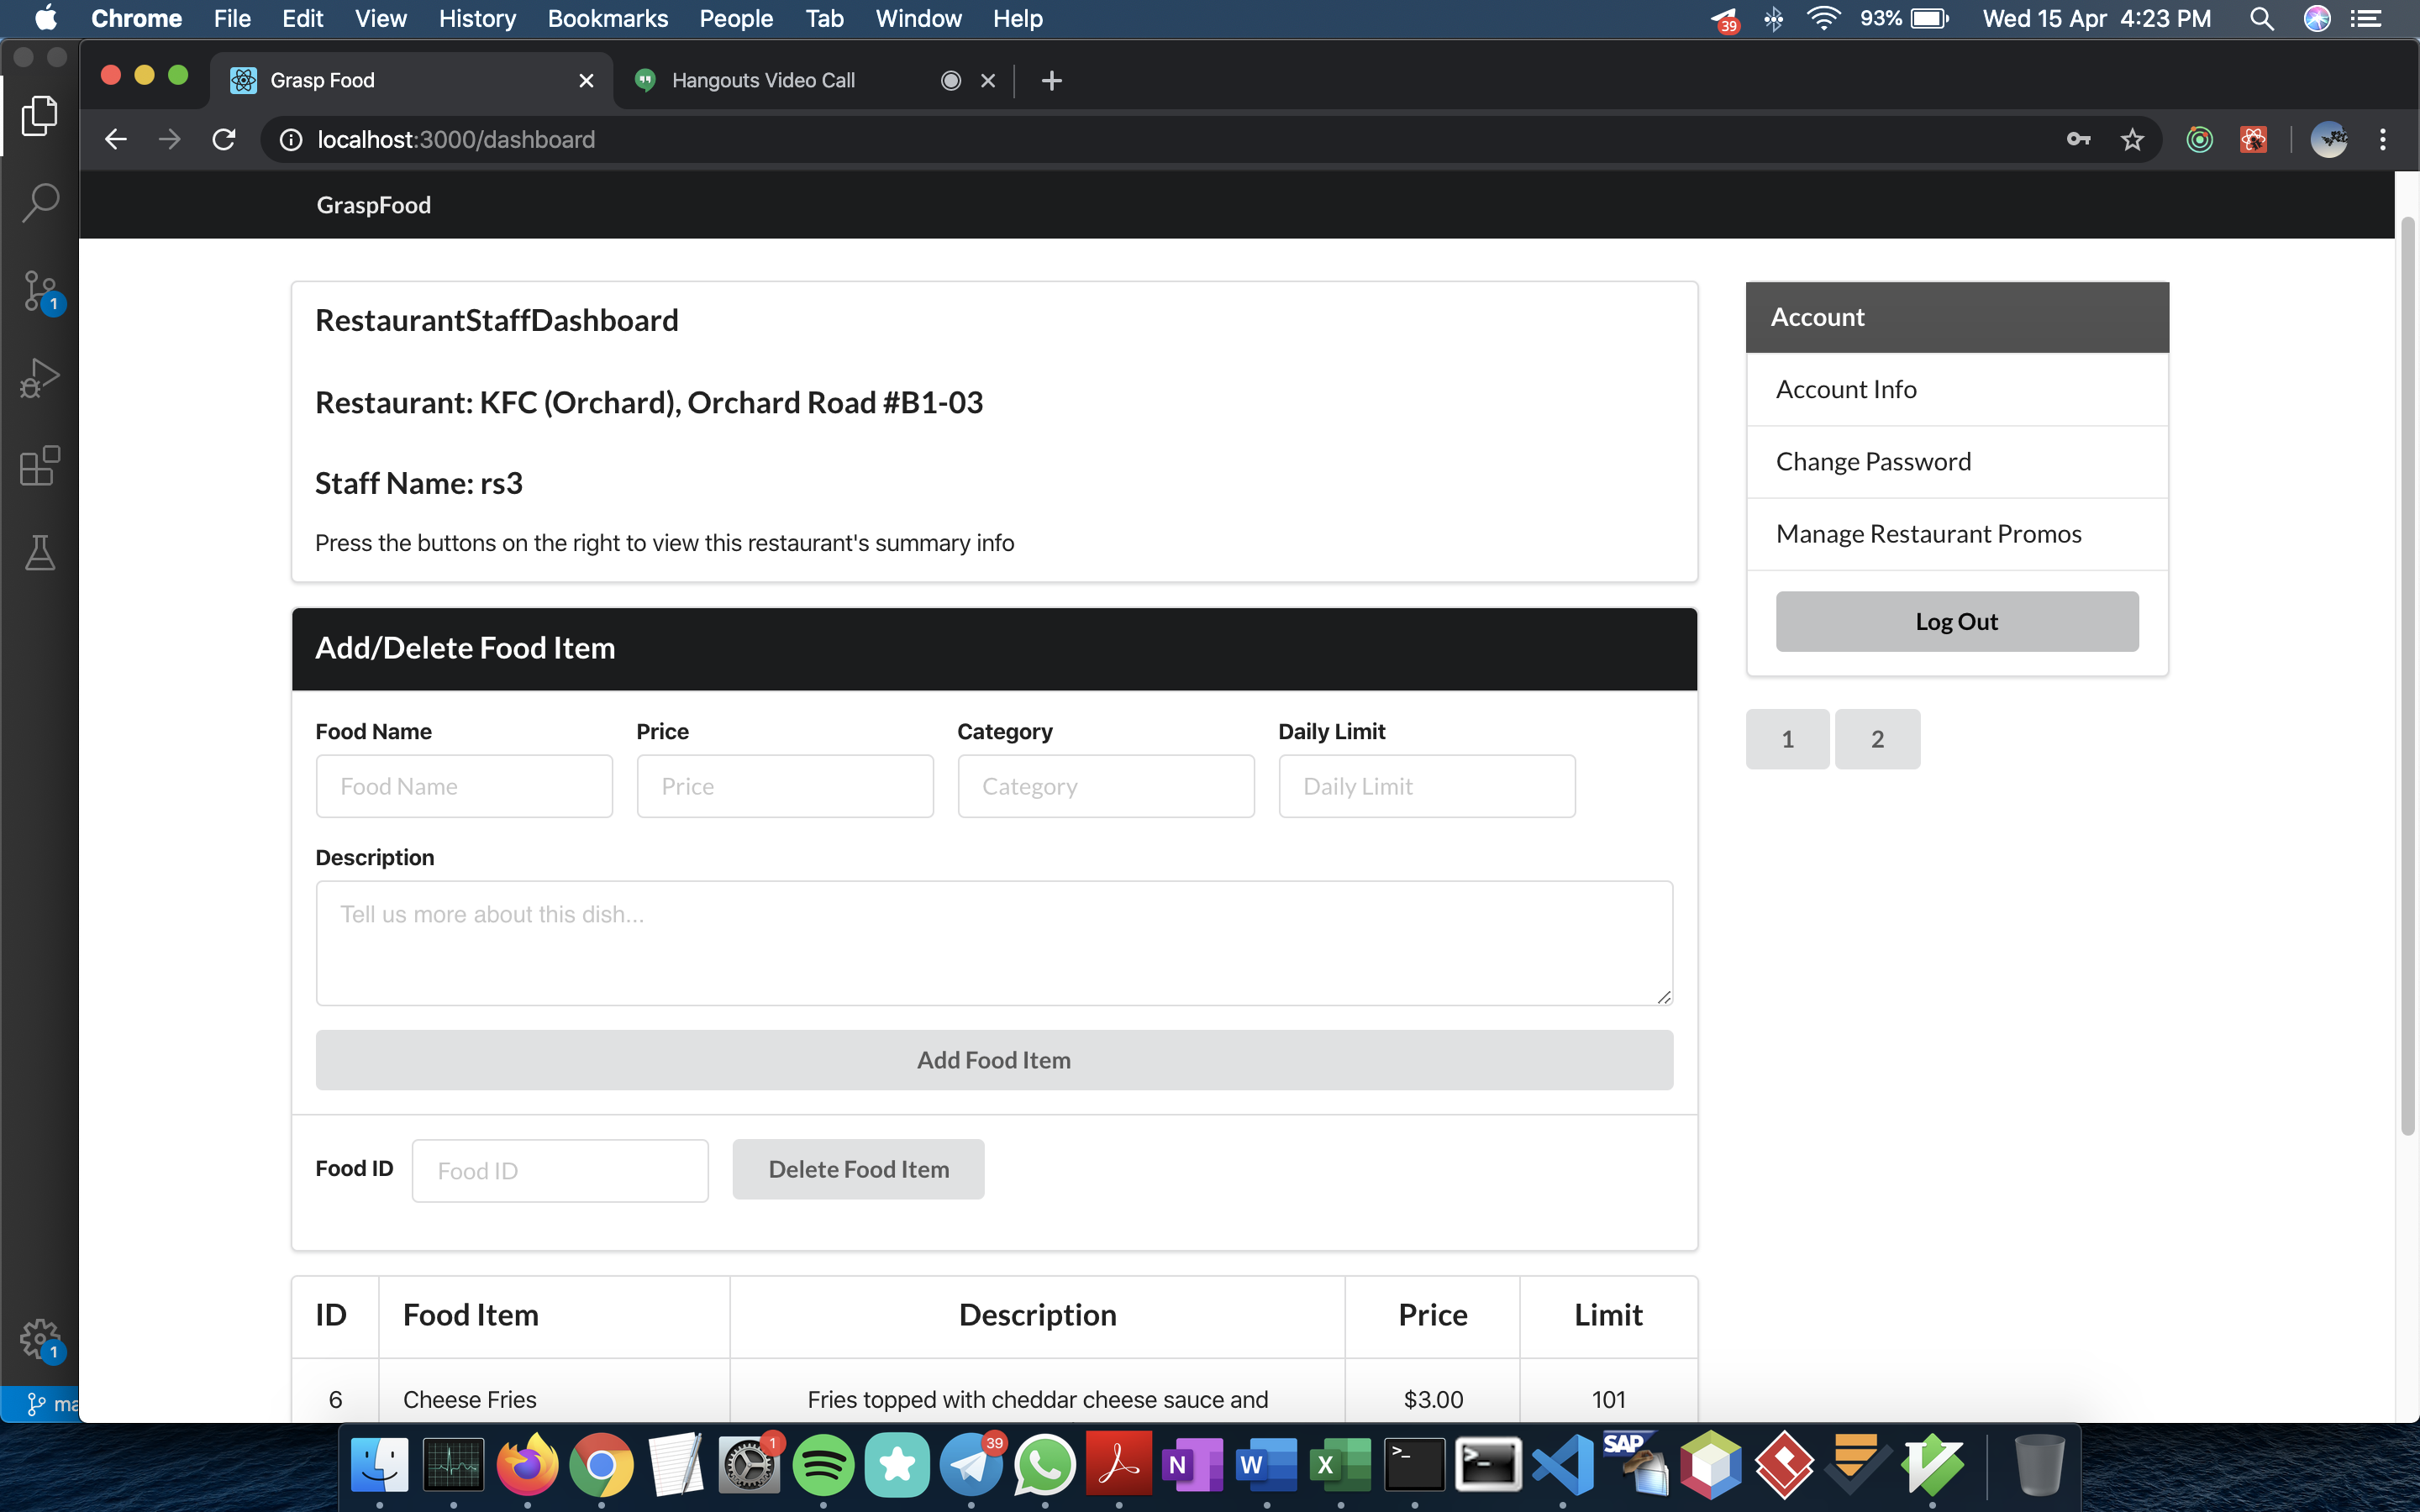 Chrome File Edit View History Bookmarks People Tab Window Help 39 93% Wed 15 Apr 4:23 PM
Grasp Food Hangouts Video Call
localhost:3000/dashboard
GraspFood
RestaurantStaffDashboard
Restaurant: KFC (Orchard), Orchard Road #B1-03
Staff Name: rs3
Press the buttons on the right to view this restaurant's summary info
Account
Account Info
Change Password
Manage Restaurant Promos
Log Out
1 2
Add/Delete Food Item
Food Name Price Category Daily Limit
Food Name Price Category Daily Limit
Description
Tell us more about this dish...
Add Food Item
Food ID Food ID Delete Food Item
ID Food Item Description Price Limit
6 Cheese Fries Fries topped with cheddar cheese sauce and $3.00 101
1
1
ma
1 39 N W X >_ >_ SAP